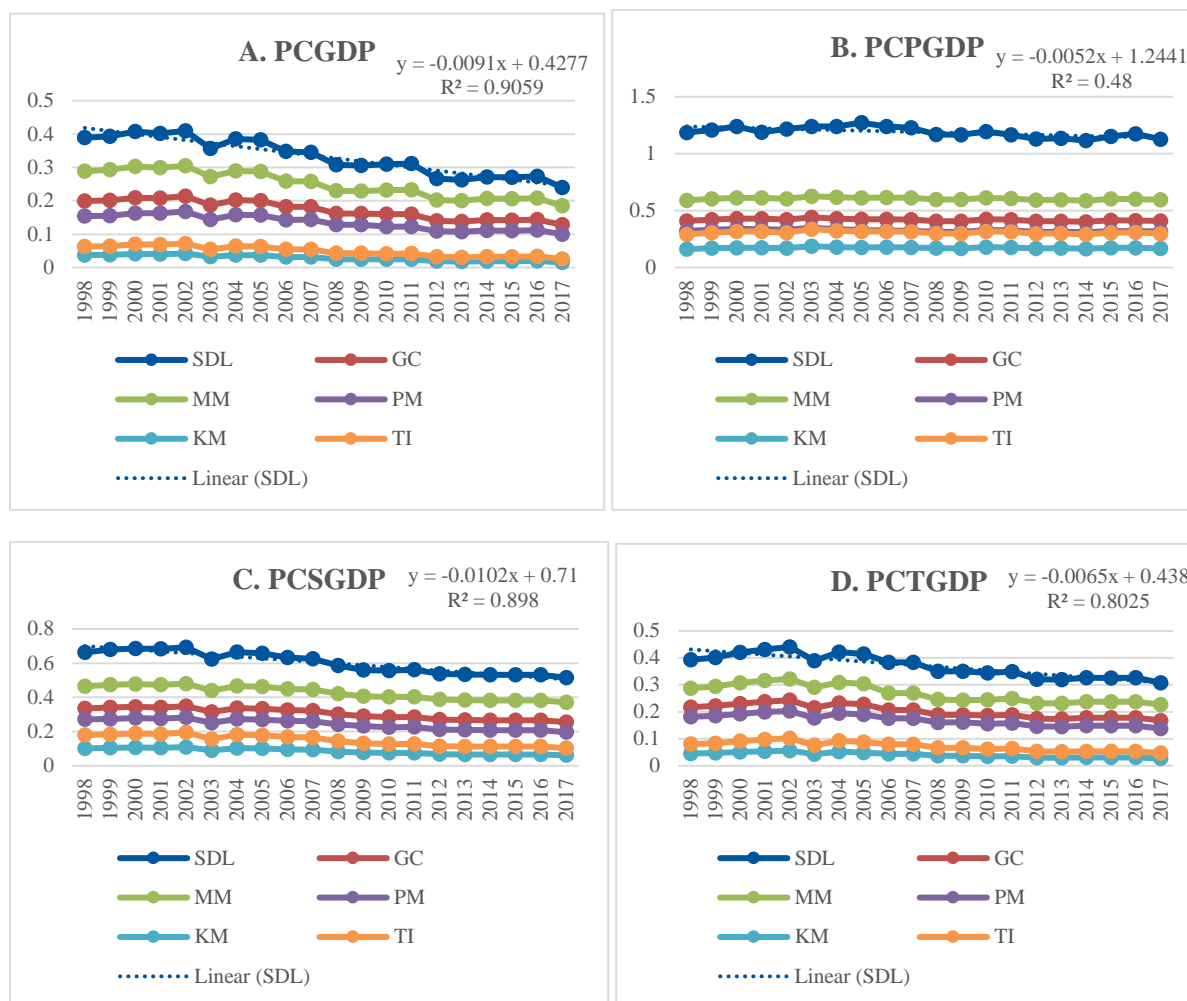 A. PCGDP
y = -0.0091x + 0.4277
R² = 0.9059
0.5
0.4
0.3
0.2
0.1
0
1998 1999 2000 2001 2002 2003 2004 2005 2006 2007 2008 2009 2010 2011 2012 2013 2014 2015 2016 2017
SDL GC
MM PM
KM TI
Linear (SDL)
B. PCPGDP
y = -0.0052x + 1.2441
R² = 0.48
1.5
1
0.5
0
1998 1999 2000 2001 2002 2003 2004 2005 2006 2007 2008 2009 2010 2011 2012 2013 2014 2015 2016 2017
SDL GC
MM PM
KM TI
Linear (SDL)
C. PCSGDP
y = -0.0102x + 0.71
R² = 0.898
0.8
0.6
0.4
0.2
0
1998 1999 2000 2001 2002 2003 2004 2005 2006 2007 2008 2009 2010 2011 2012 2013 2014 2015 2016 2017
SDL GC
MM PM
KM TI
Linear (SDL)
D. PCTGDP
y = -0.0065x + 0.438
R² = 0.8025
0.5
0.4
0.3
0.2
0.1
0
1998 1999 2000 2001 2002 2003 2004 2005 2006 2007 2008 2009 2010 2011 2012 2013 2014 2015 2016 2017
SDL GC
MM PM
KM TI
Linear (SDL)